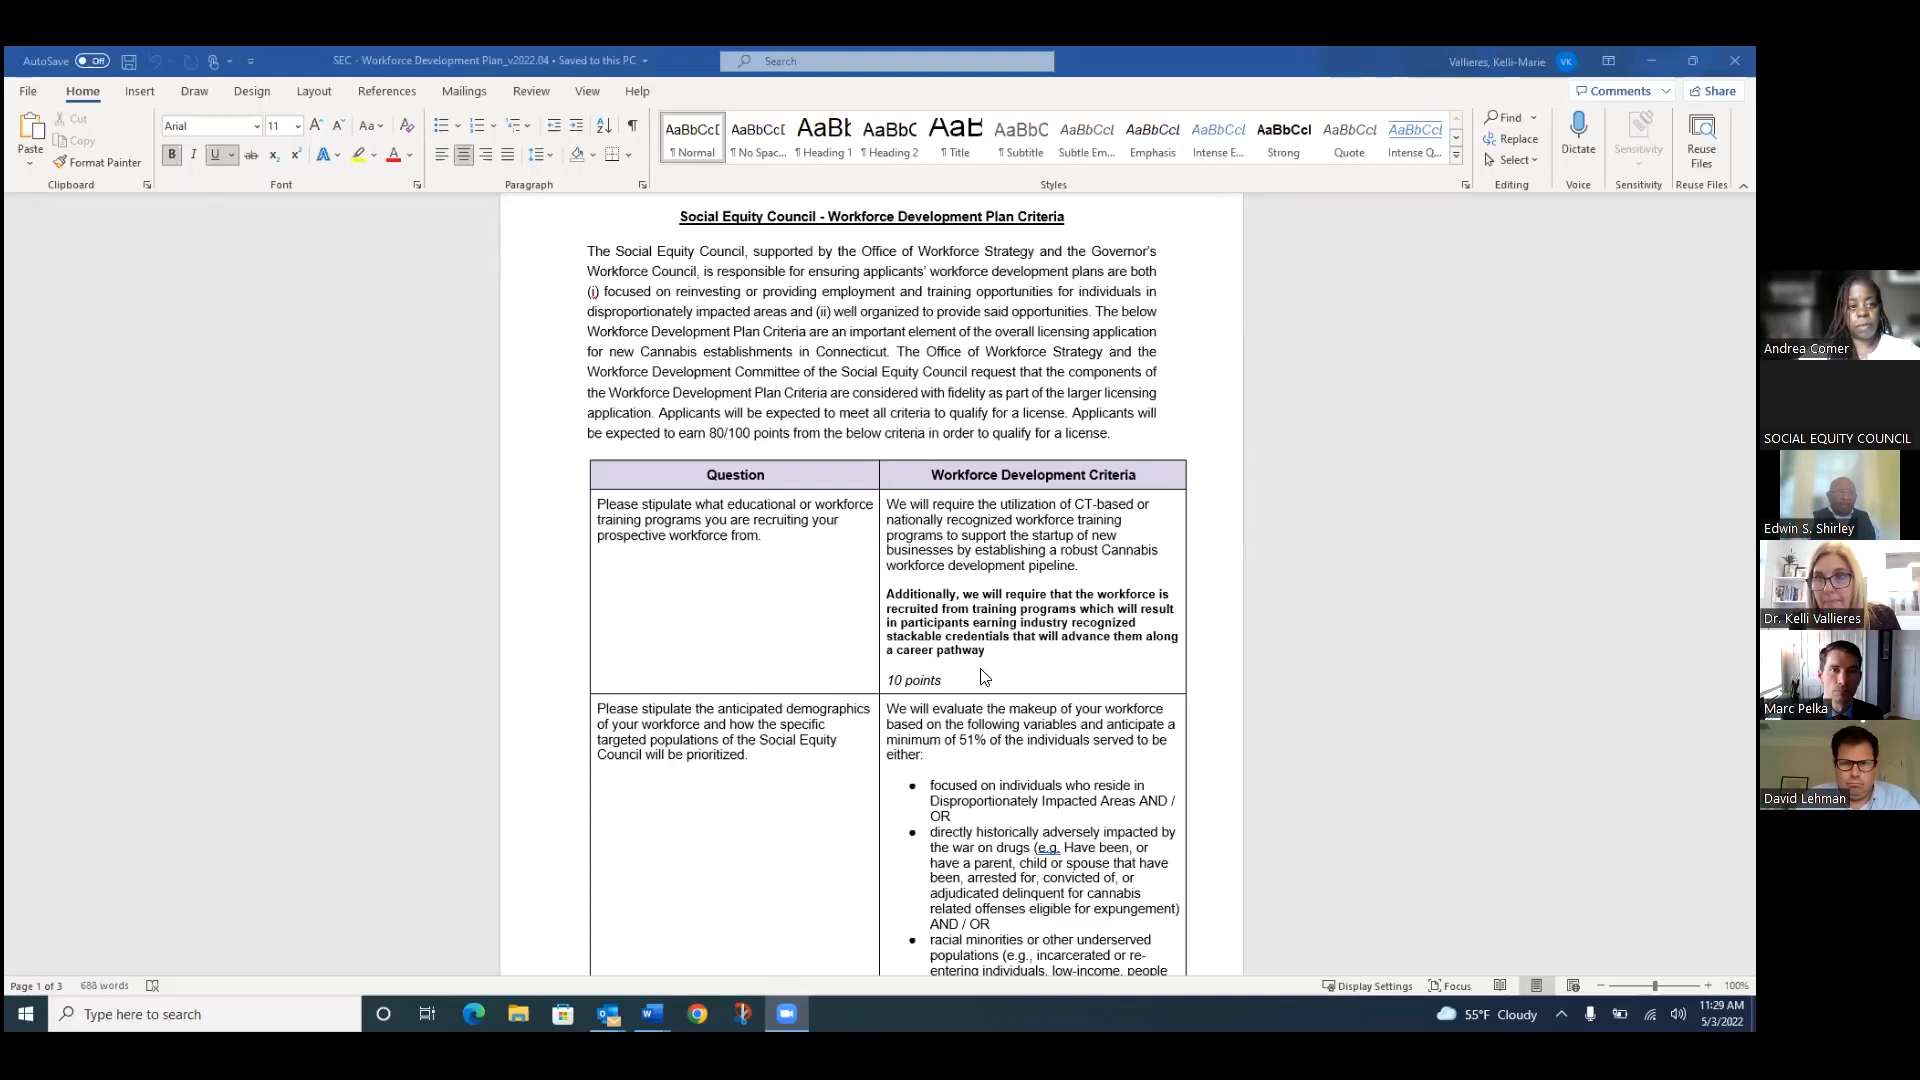 AutoSave Off
SEC - Workforce Development Plan_v2022.04 • Saved to this PC
Search
Vallieres, Kelli-Marie VK
File Home Insert Draw Design Layout References Mailings Review View Help
Comments Share
Paste
Cut
Copy
Format Painter
Clipboard
Arial 11
Aa
B I U ab x₂ x² A A
Font
Paragraph
AaBbCcI AaBbCcI AaBb( AaBbC AaB AaBbC AaBbCcl AaBbCcL AaBbCcl AaBbCcl AaBbCcl AaBbCcl
¶ Normal ¶ No Spac... ¶ Heading 1 ¶ Heading 2 ¶ Title ¶ Subtitle Subtle Em... Emphasis Intense E... Strong Quote Intense Q...
Styles
Find
Replace
Select
Editing
Dictate
Voice
Sensitivity
Sensitivity
Reuse
Files
Reuse Files
Social Equity Council - Workforce Development Plan Criteria
The Social Equity Council, supported by the Office of Workforce Strategy and the Governor's
Workforce Council, is responsible for ensuring applicants' workforce development plans are both
(i) focused on reinvesting or providing employment and training opportunities for individuals in
disproportionately impacted areas and (ii) well organized to provide said opportunities. The below
Workforce Development Plan Criteria are an important element of the overall licensing application
for new Cannabis establishments in Connecticut. The Office of Workforce Strategy and the
Workforce Development Committee of the Social Equity Council request that the components of
the Workforce Development Plan Criteria are considered with fidelity as part of the larger licensing
application. Applicants will be expected to meet all criteria to qualify for a license. Applicants will
be expected to earn 80/100 points from the below criteria in order to qualify for a license.
Question
Workforce Development Criteria
Please stipulate what educational or workforce
training programs you are recruiting your
prospective workforce from.
We will require the utilization of CT-based or
nationally recognized workforce training
programs to support the startup of new
businesses by establishing a robust Cannabis
workforce development pipeline.
Additionally, we will require that the workforce is
recruited from training programs which will result
in participants earning industry recognized
stackable credentials that will advance them along
a career pathway
10 points
Please stipulate the anticipated demographics
of your workforce and how the specific
targeted populations of the Social Equity
Council will be prioritized.
We will evaluate the makeup of your workforce
based on the following variables and anticipate a
minimum of 51% of the individuals served to be
either:
• focused on individuals who reside in
Disproportionately Impacted Areas AND /
OR
• directly historically adversely impacted by
the war on drugs (e.g. Have been, or
have a parent, child or spouse that have
been, arrested for, convicted of, or
adjudicated delinquent for cannabis
related offenses eligible for expungement)
AND / OR
• racial minorities or other underserved
populations (e.g., incarcerated or re-
entering individuals, low-income, people
Andrea Comer
SOCIAL EQUITY COUNCIL
Edwin S. Shirley
Dr. Kelli Vallieres
Marc Pelka
David Lehman
Page 1 of 3 688 words
Display Settings Focus 100%
Type here to search
55°F Cloudy
11:29 AM
5/3/2022